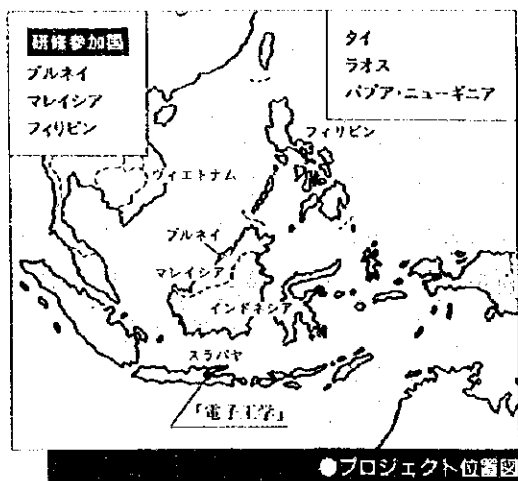 研修参加国
ブルネイ
マレイシア
フィリピン
タイ
ラオス
パプア・ニューギニア
フィリピン
ヴィエトナム
ブルネイ
マレイシア
インドネシア
スラバヤ
「電子工学」
●プロジェクト位置図